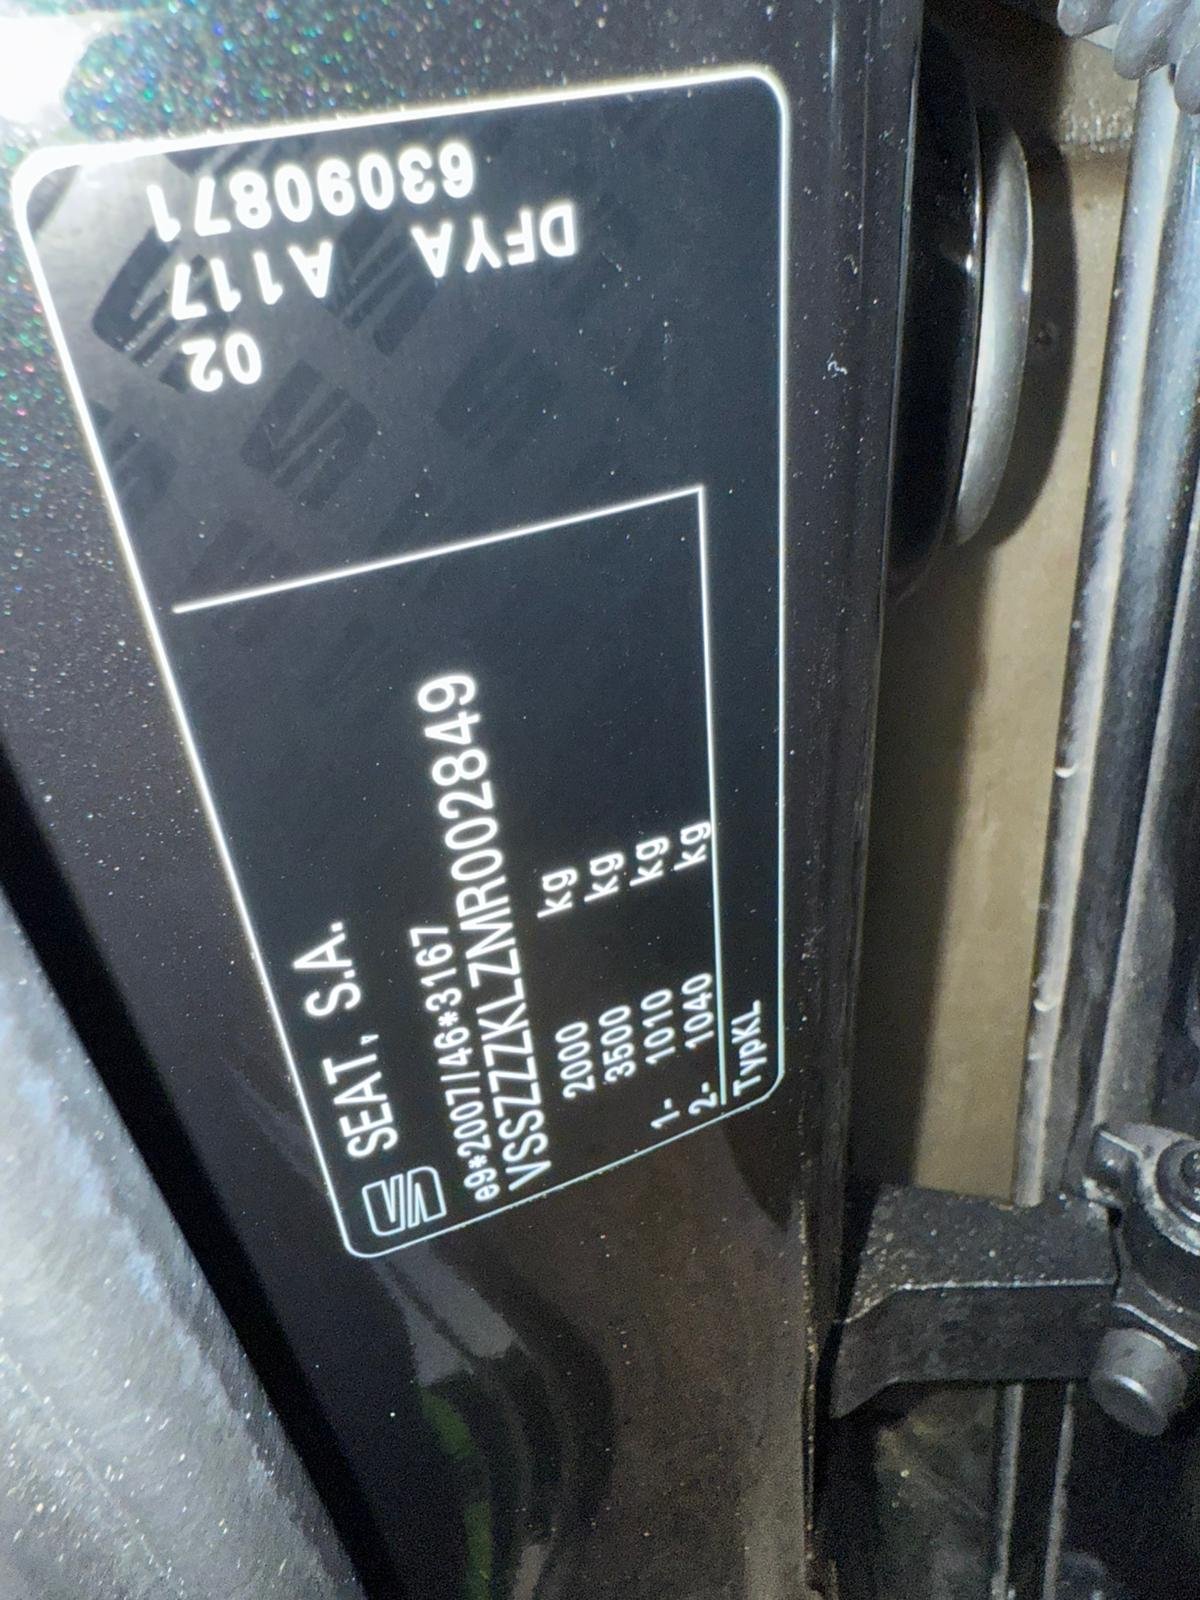 SEAT, S.A.
e9*2007/46*3167
VSSZZZKLZMR002849
2000 kg
3500 kg
1- 1010 kg
2- 1040 kg
TypKL
63090871
DFYA A117
02